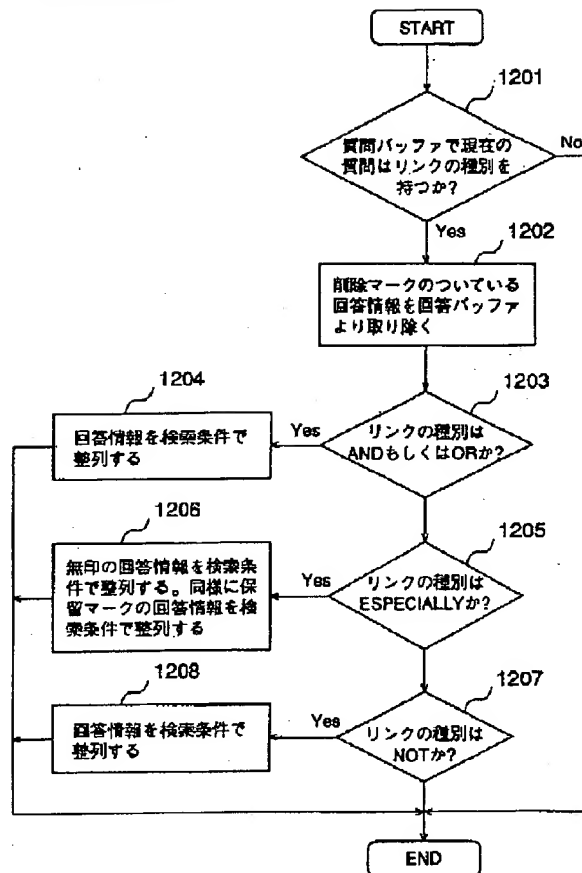 START
1201
質問バッファで現在の
質問はリンクの種別を
持つか?
No
Yes
1202
削除マークのついている
回答情報を回答バッファ
より取り除く
1204
回答情報を検索条件で
整列する
1203
Yes
リンクの種別は
ANDもしくはORか?
1206
無印の回答情報を検索条
件で整列する。同様に保
留マークの回答情報を検
索条件で整列する
1205
Yes
リンクの種別は
ESPECIALLYか?
1208
回答情報を検索条件で
整列する
1207
Yes
リンクの種別は
NOTか?
END